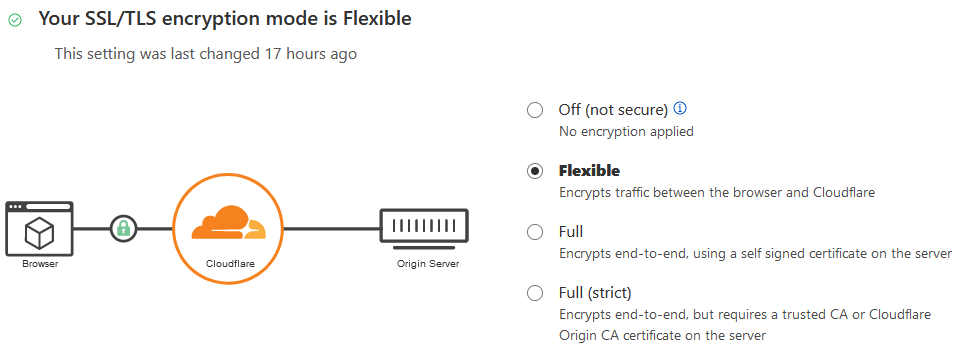 Your SSL/TLS encryption mode is Flexible
This setting was last changed 17 hours ago
Browser
Cloudflare
Origin Server
Off (not secure)
No encryption applied
Flexible
Encrypts traffic between the browser and Cloudflare
Full
Encrypts end-to-end, using a self signed certificate on the server
Full (strict)
Encrypts end-to-end, but requires a trusted CA or Cloudflare
Origin CA certificate on the server